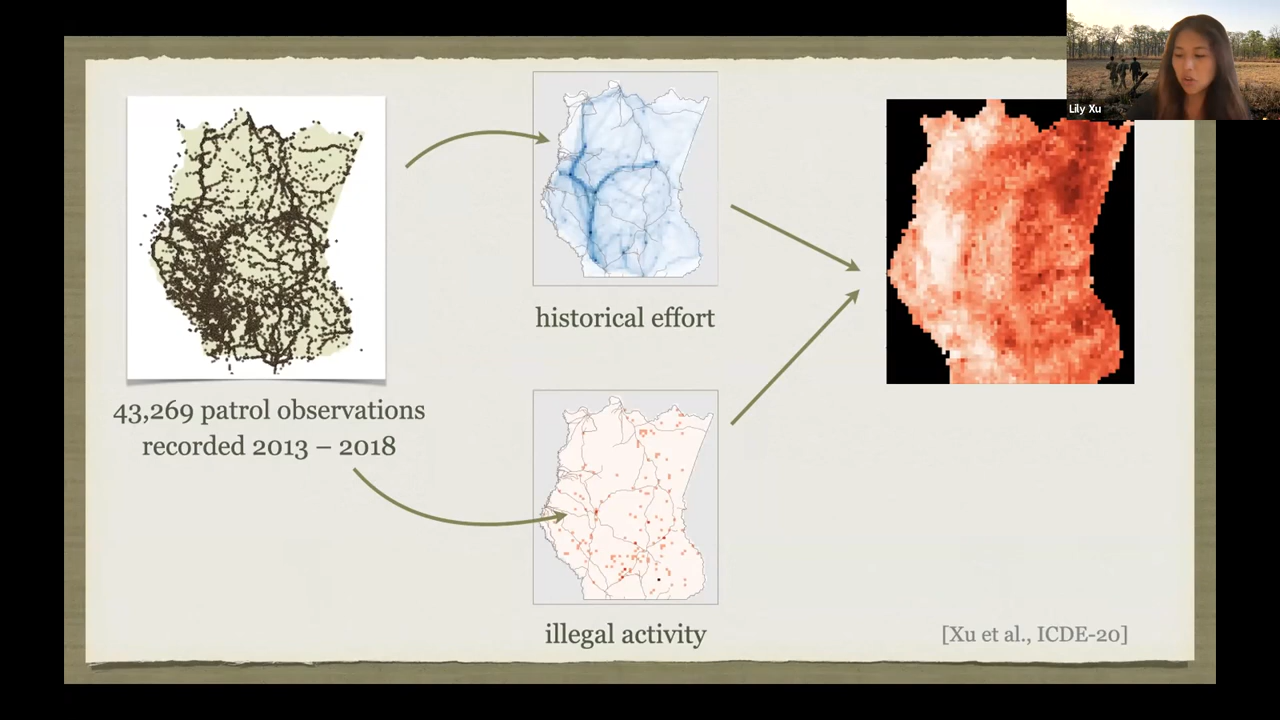 Lily Xu
historical effort
43,269 patrol observations
recorded 2013 – 2018
illegal activity
[Xu et al., ICDE-20]